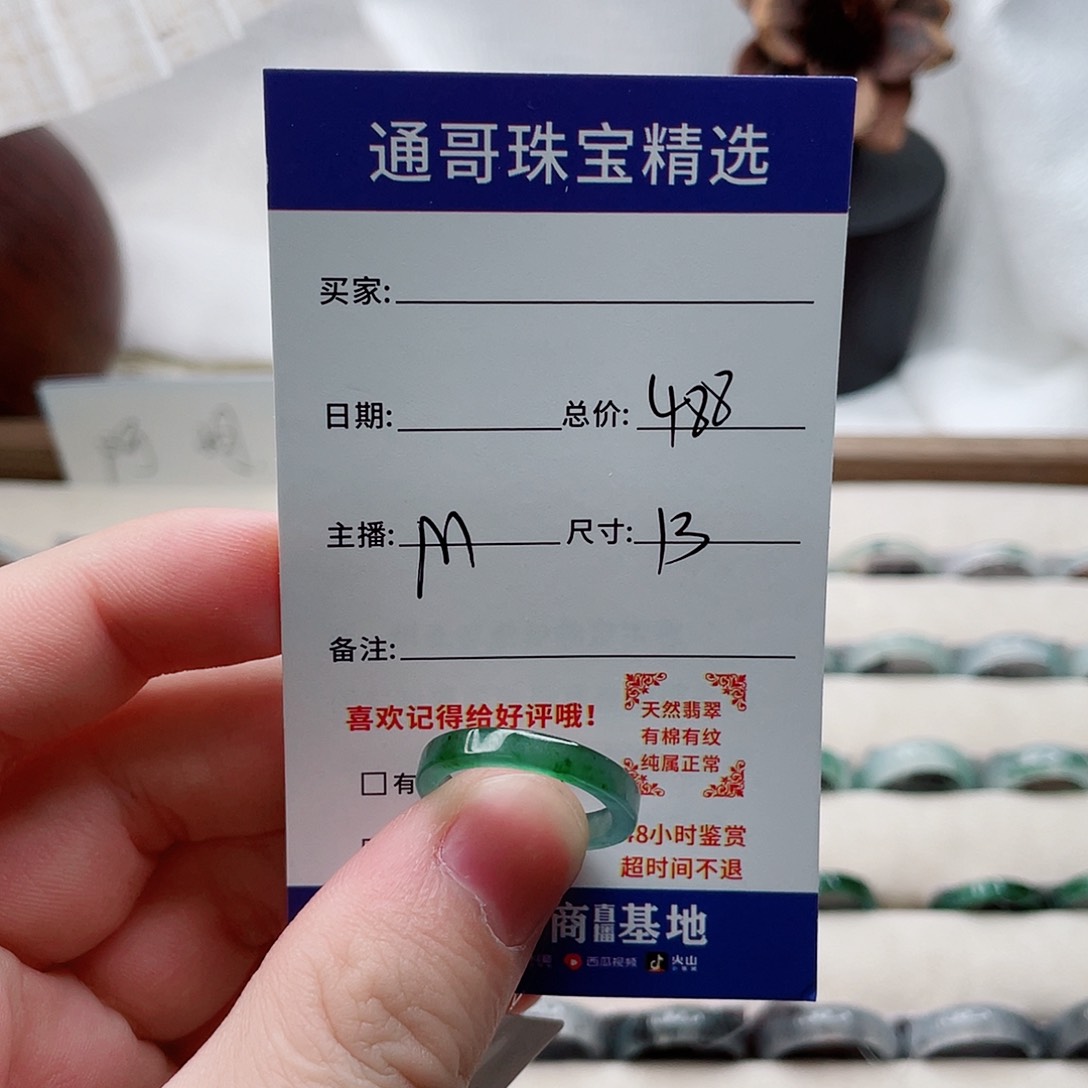 通哥珠宝精选
买家:
日期: 总价: 488
主播: M 尺寸: 13
备注:
喜欢记得给好评哦!
天然翡翠
有棉有纹
纯属正常
有
8小时鉴赏
超时间不退
商直播基地
西瓜视频 火山